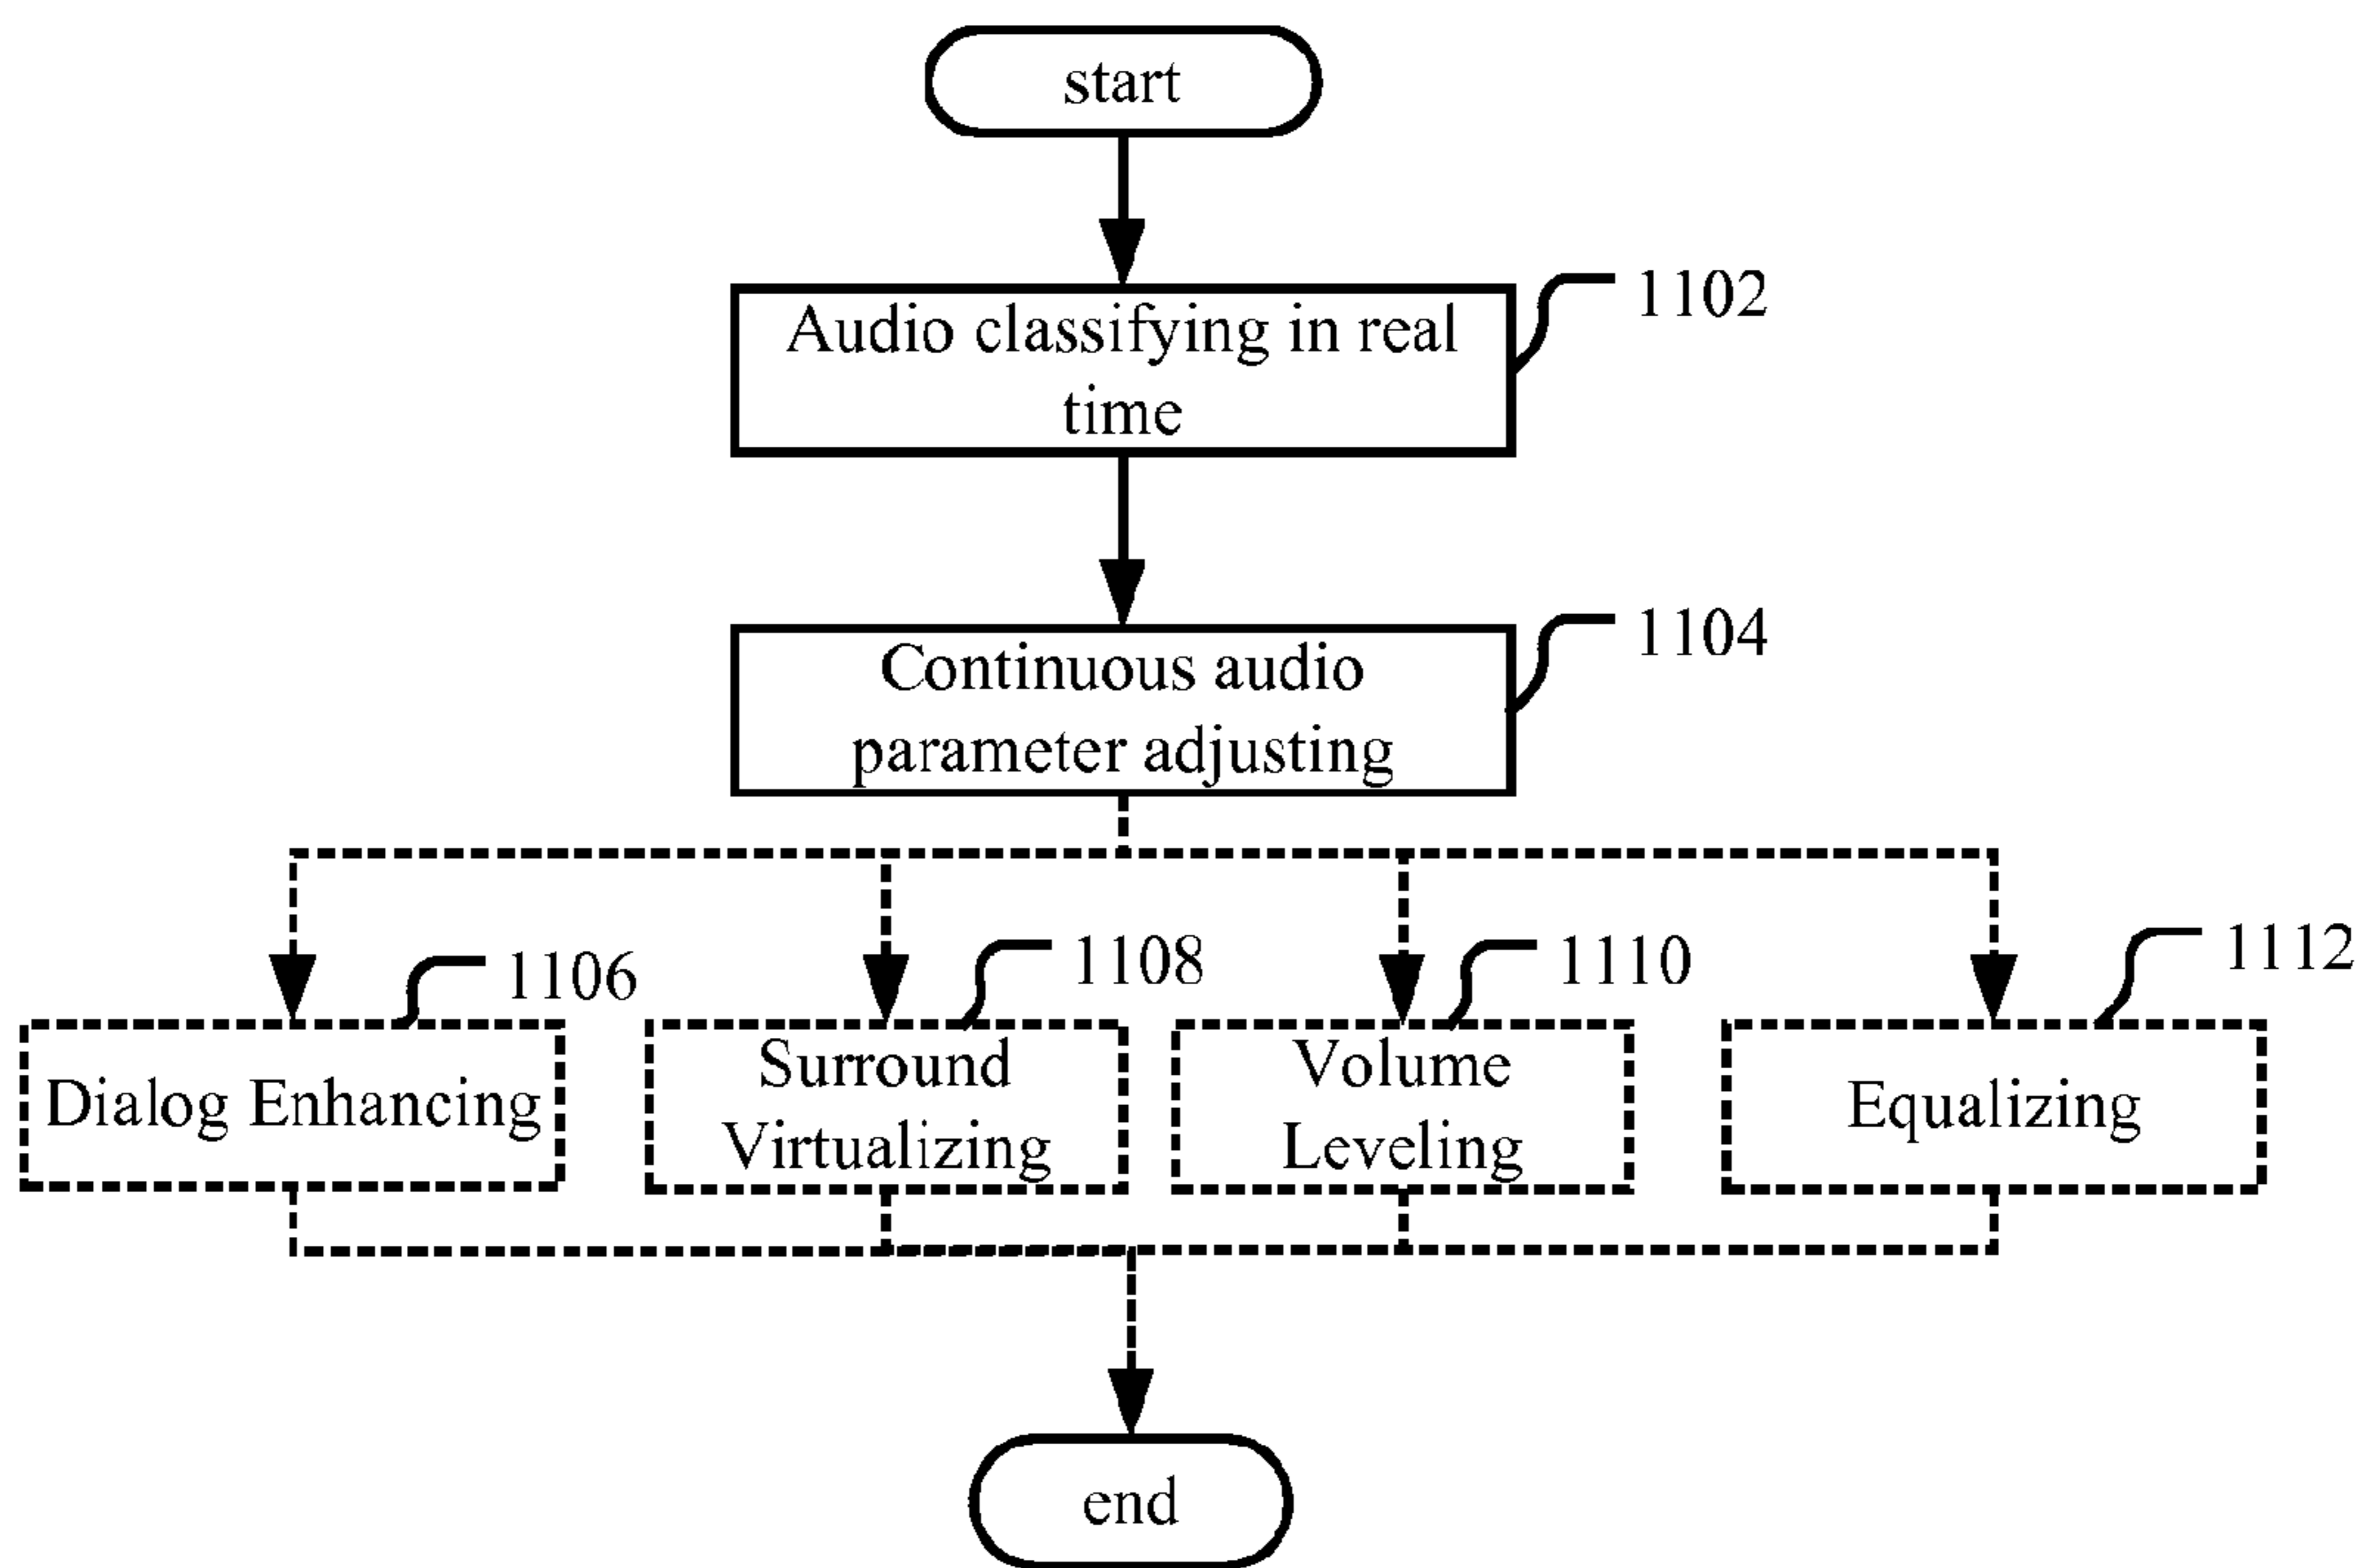 start
Audio classifying in real
time
1102
Continuous audio
parameter adjusting
1104
1106
1108
1110
1112
Dialog Enhancing
Surround
Virtualizing
Volume
Leveling
Equalizing
end